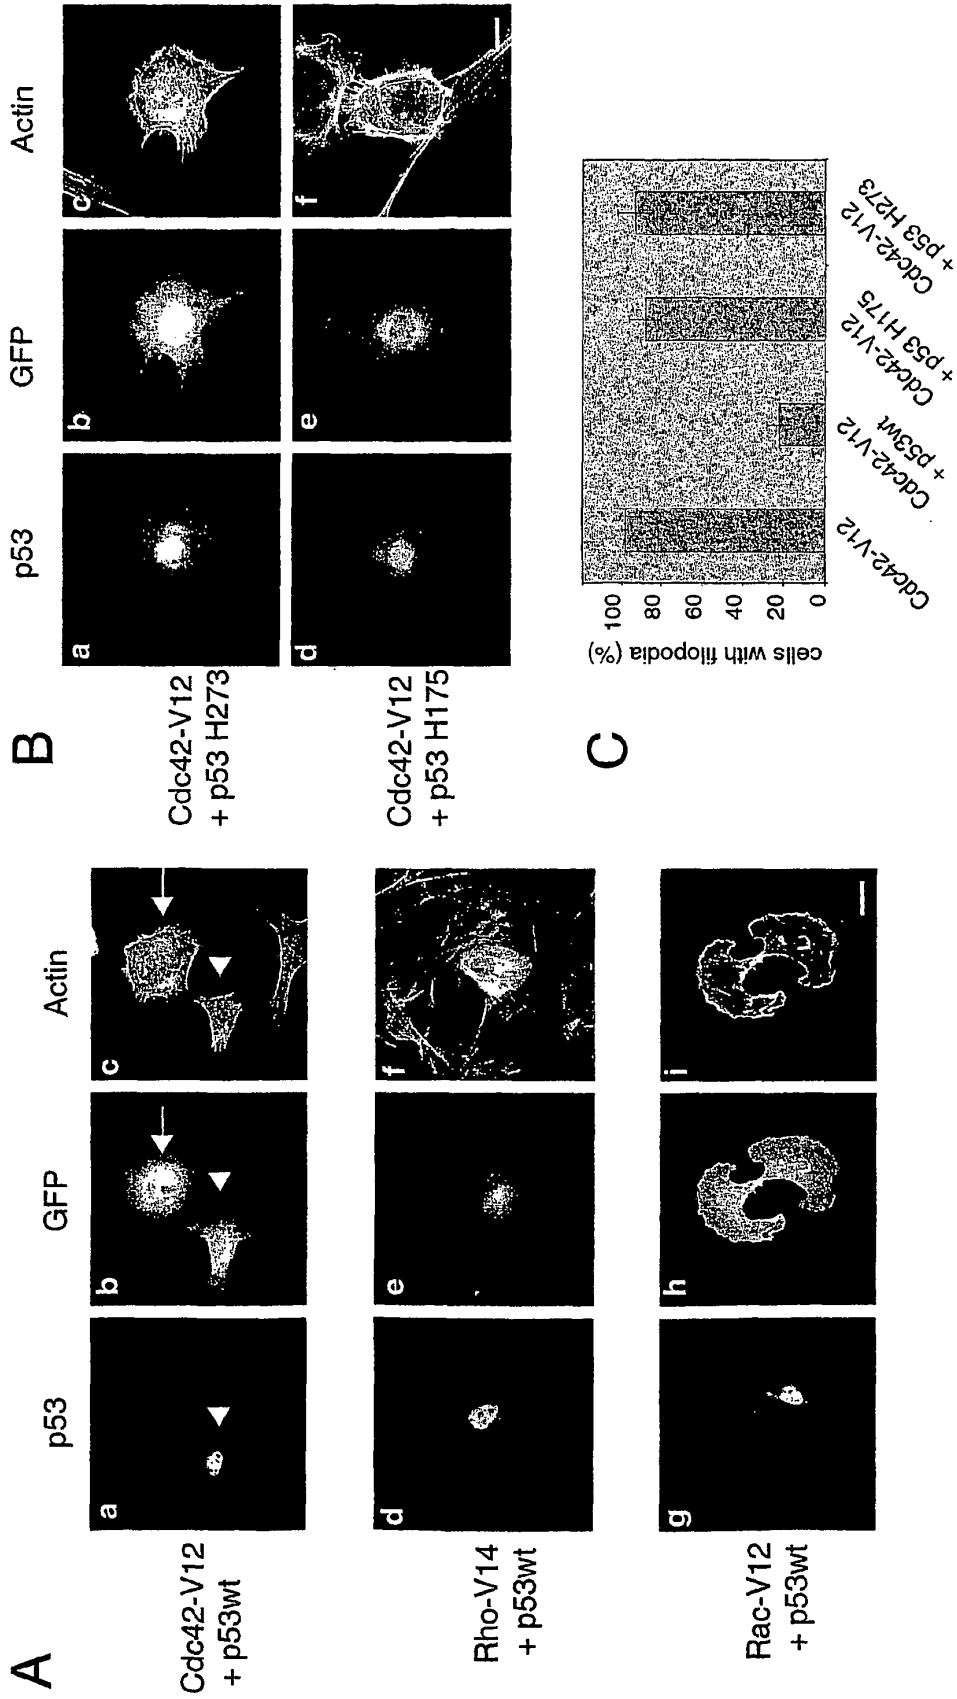 A
p53
GFP
Actin
Cdc42-V12
+ p53wt
a
b
c
Rho-V14
+ p53wt
d
e
f
Rac-V12
+ p53wt
g
h
i
B
p53
GFP
Actin
Cdc42-V12
+ p53 H273
a
b
c
Cdc42-V12
+ p53 H175
d
e
f
C
cells with filopodia (%)
100
80
60
40
20
0
Cdc42-V12
Cdc42-V12
+ p53wt
Cdc42-V12
+ p53 H175
Cdc42-V12
+ p53 H273